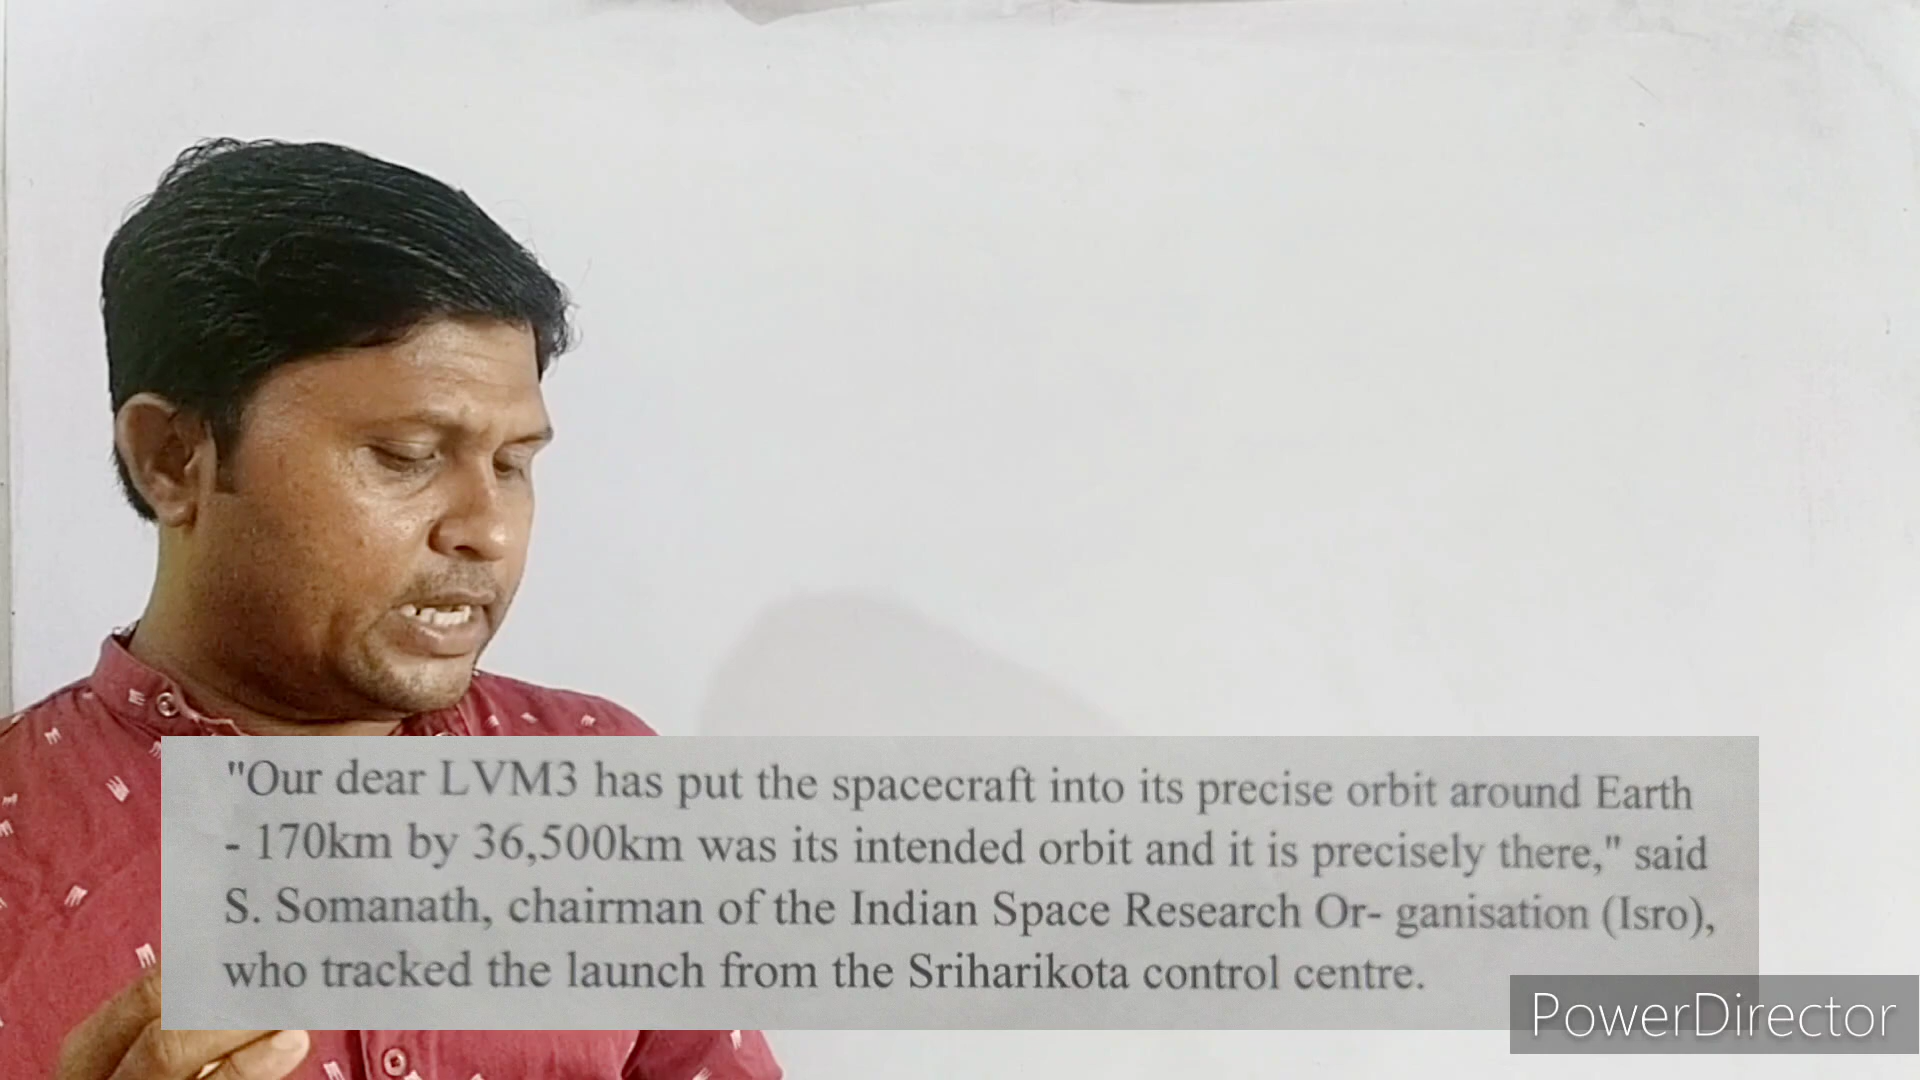 "Our dear LVM3 has put the spacecraft into its precise orbit around Earth
- 170km by 36,500km was its intended orbit and it is precisely there," said
S. Somanath, chairman of the Indian Space Research Or- ganisation (Isro),
who tracked the launch from the Sriharikota control centre.
PowerDirector